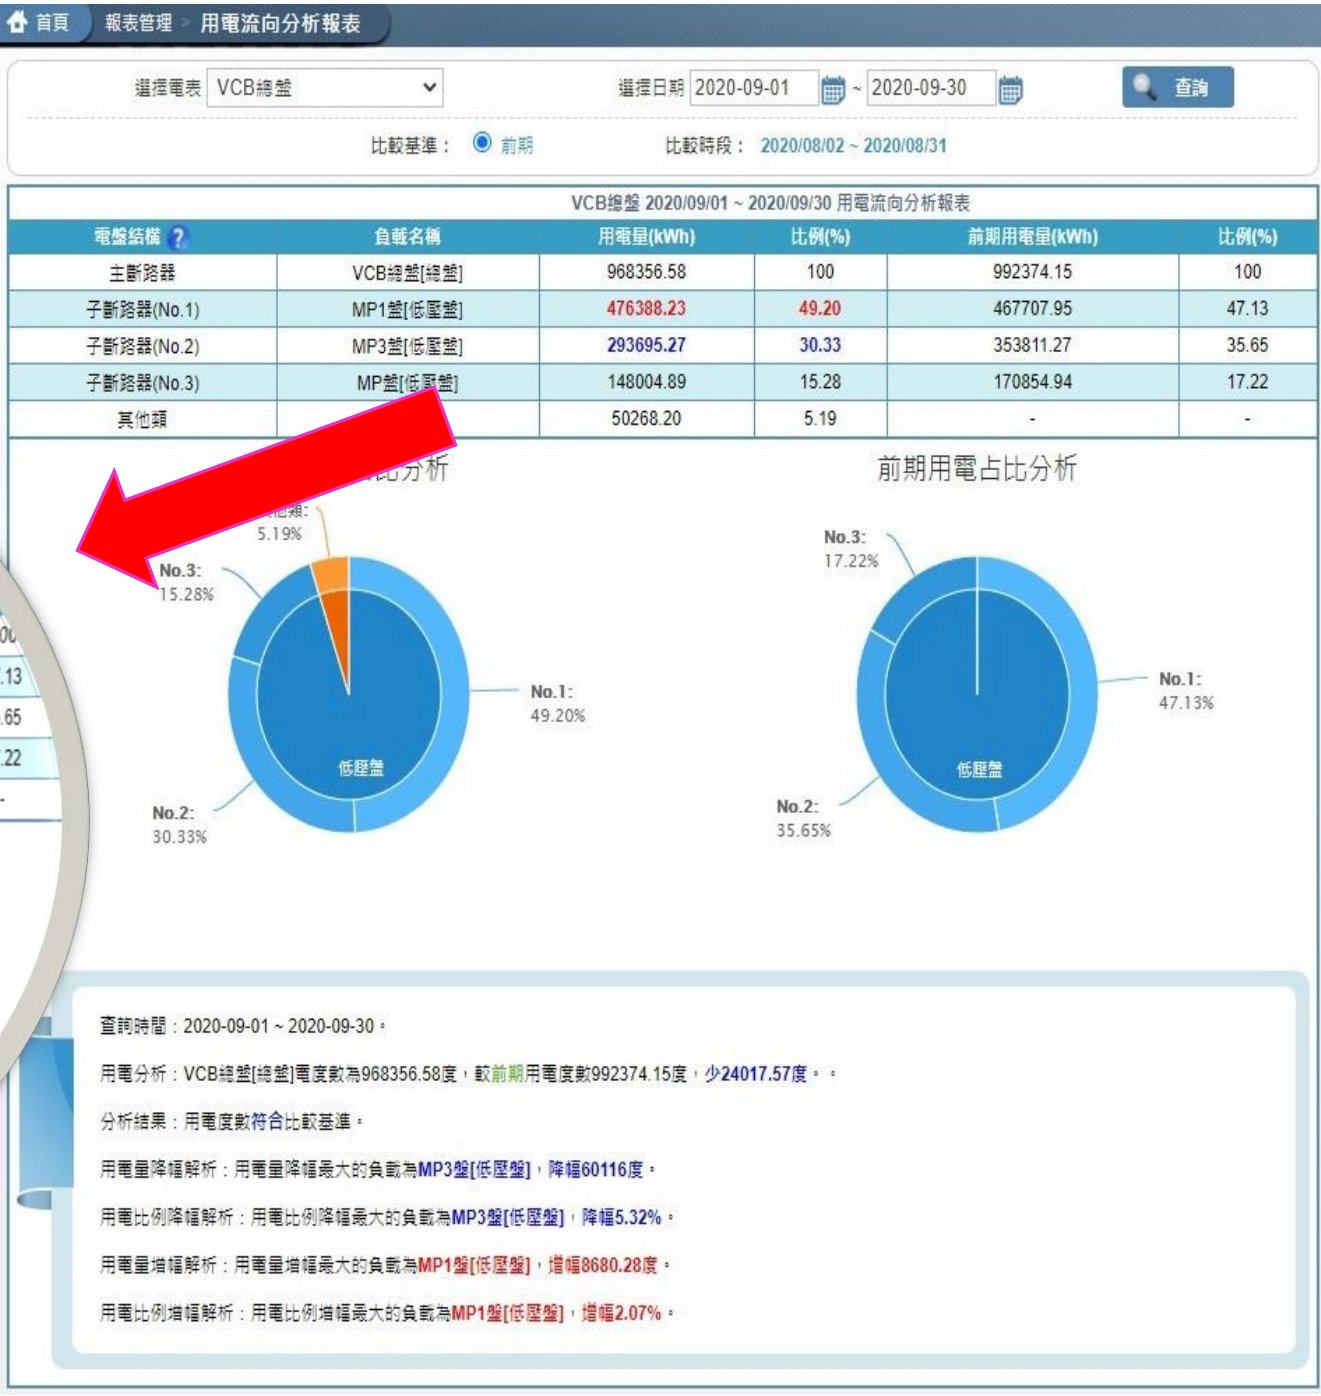 首頁 報表管理 > 用電流向分析報表
選擇電表 VCB總盤 選擇日期 2020-09-01 ~ 2020-09-30 查詢
比較基準： 前期 比較時段： 2020/08/02 ~ 2020/08/31
VCB總盤 2020/09/01 ~ 2020/09/30 用電流向分析報表
電盤結構 ? 負載名稱 用電量(kWh) 比例(%) 前期用電量(kWh) 比例(%)
主斷路器 VCB總盤[總盤] 968356.58 100 992374.15 100
子斷路器(No.1) MP1盤[低壓盤] 476388.23 49.20 467707.95 47.13
子斷路器(No.2) MP3盤[低壓盤] 293695.27 30.33 353811.27 35.65
子斷路器(No.3) MP盤[低壓盤] 148004.89 15.28 170854.94 17.22
其他類 50268.20 5.19 - -
比分析
前期用電占比分析
他類:
5.19%
No.3:
15.28%
No.1:
49.20%
No.2:
30.33%
低壓盤
No.3:
17.22%
No.1:
47.13%
No.2:
35.65%
低壓盤
.13
.65
.22
-
查詢時間：2020-09-01 ~ 2020-09-30。
用電分析：VCB總盤[總盤]電度數為968356.58度，較前期用電度數992374.15度，少24017.57度。。
分析結果：用電度數符合比較基準。
用電量降幅解析：用電量降幅最大的負載為MP3盤[低壓盤]，降幅60116度。
用電比例降幅解析：用電比例降幅最大的負載為MP3盤[低壓盤]，降幅5.32%。
用電量增幅解析：用電量增幅最大的負載為MP1盤[低壓盤]，增幅8680.28度。
用電比例增幅解析：用電比例增幅最大的負載為MP1盤[低壓盤]，增幅2.07%。